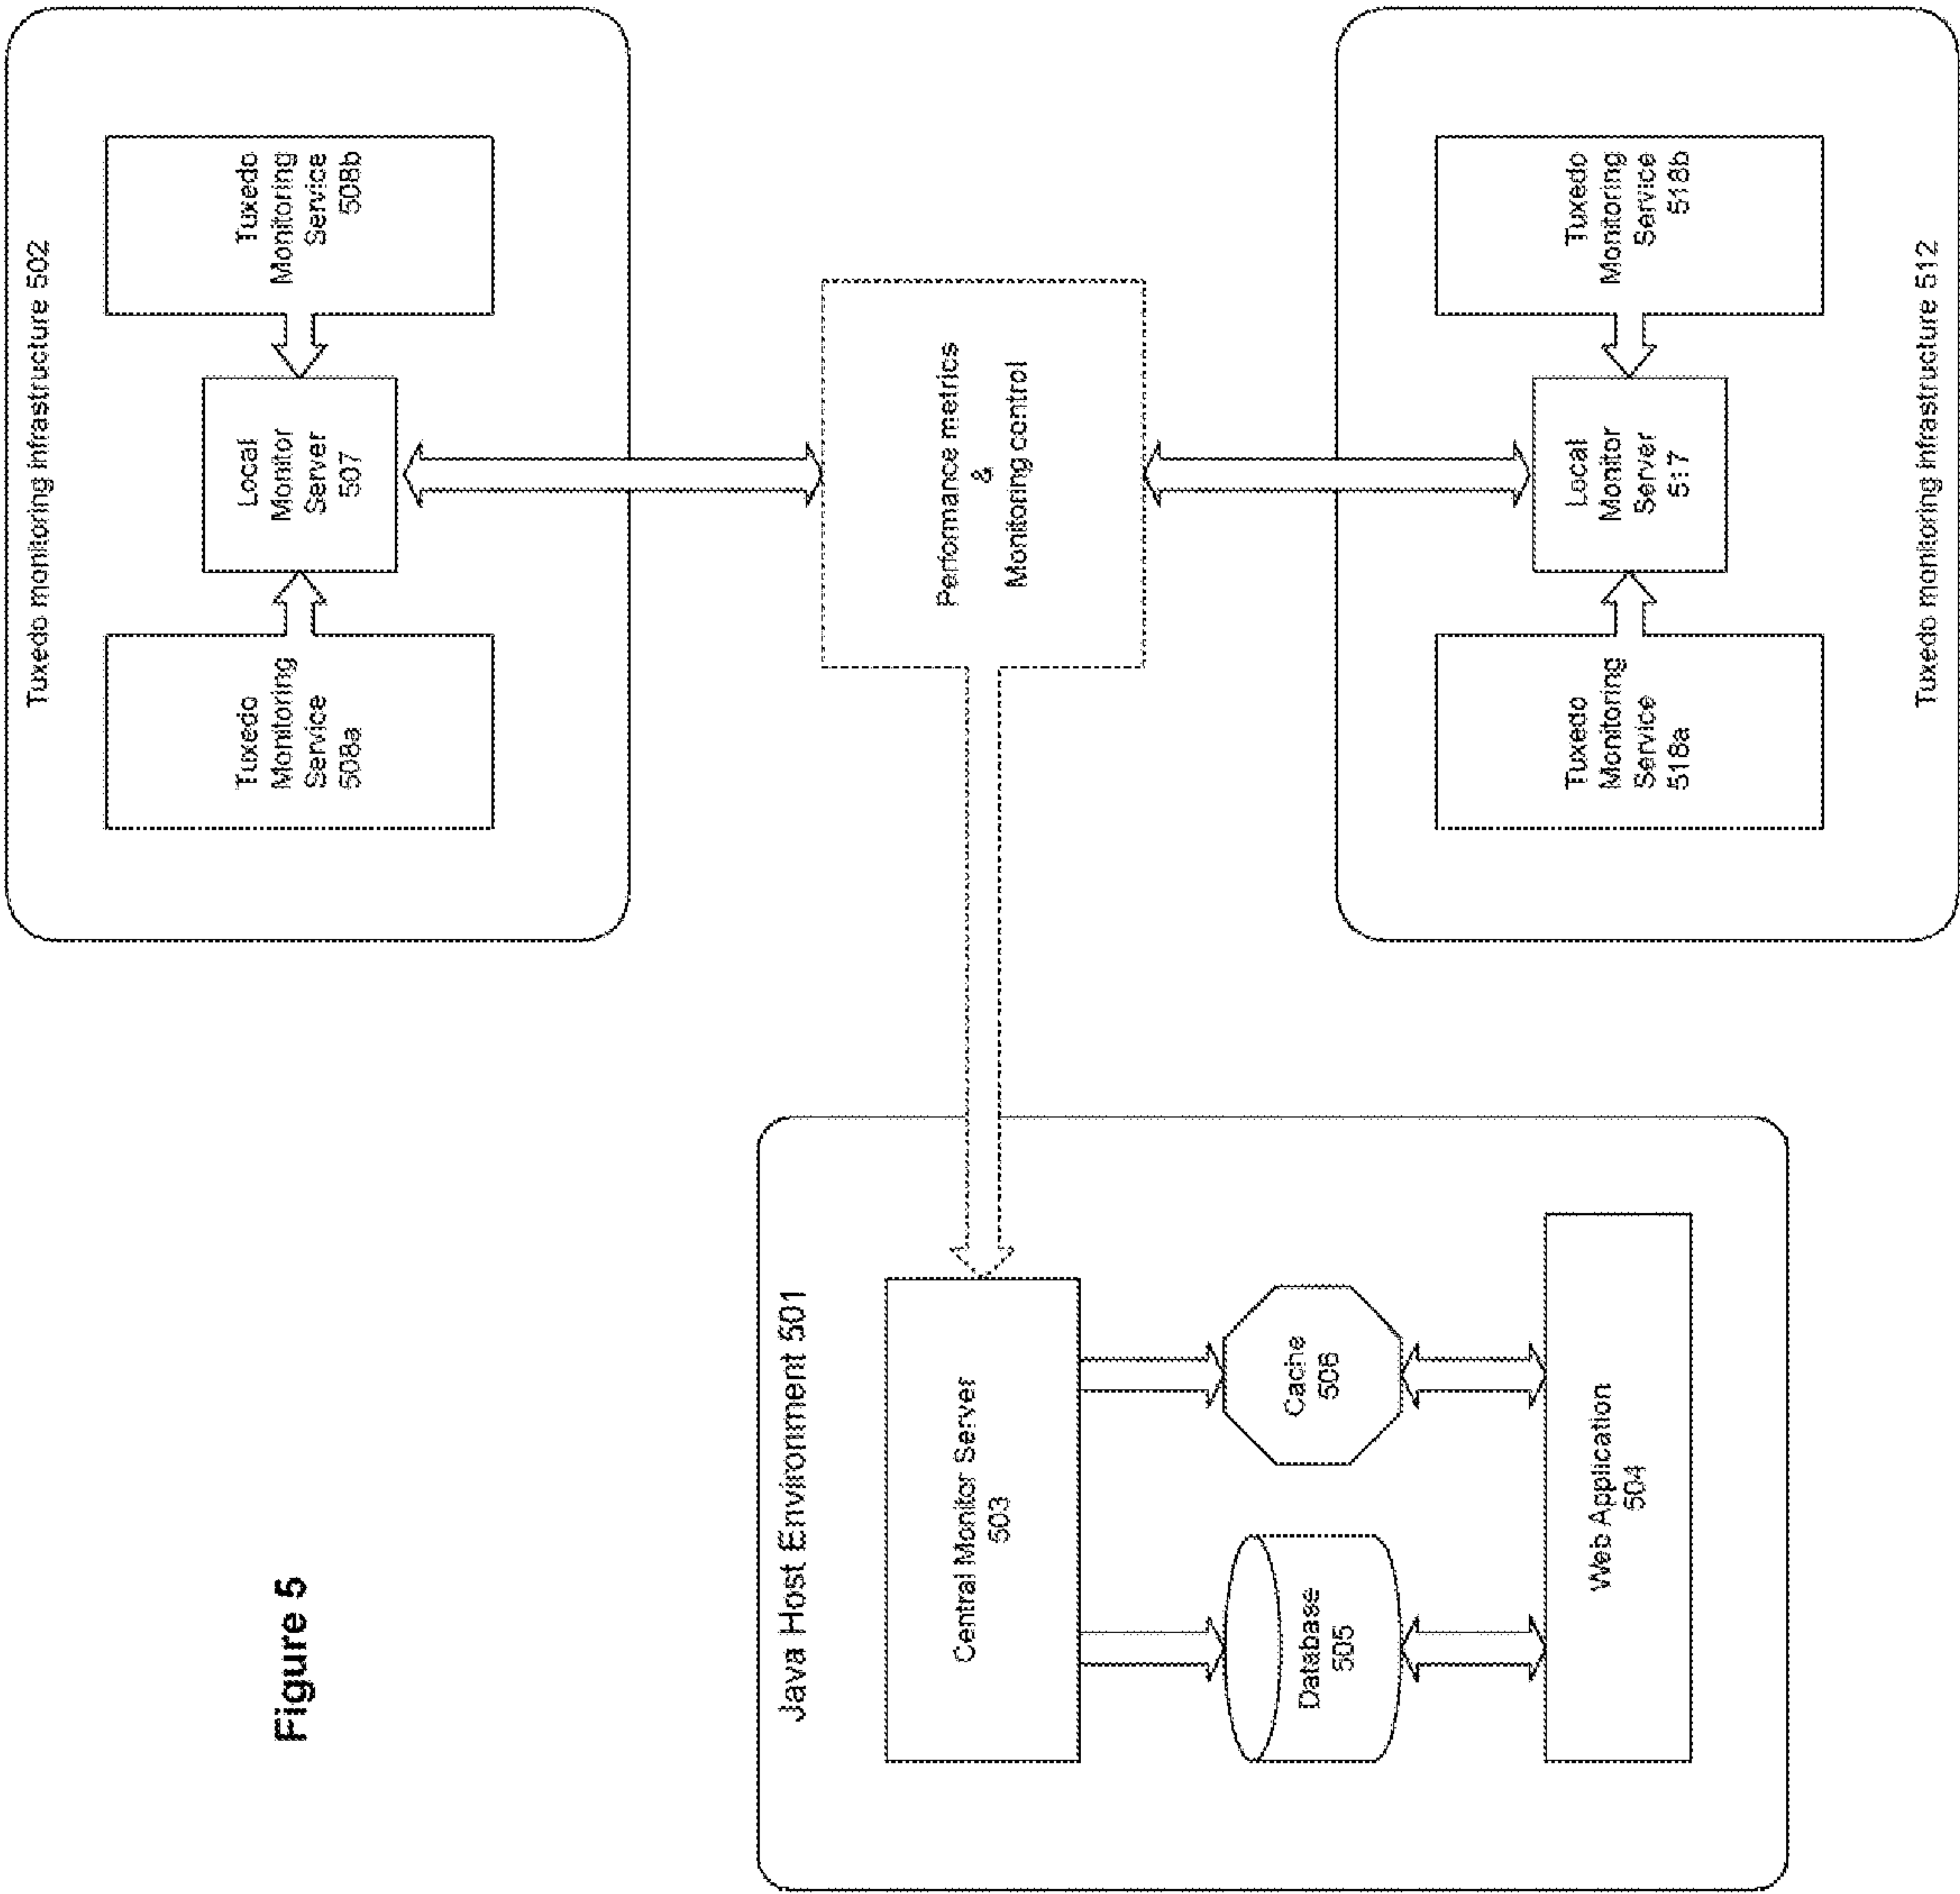 Figure 5
Java Host Environment 501
Central Monitor Server
503
Database
505
Cache
506
Web Application
504
Tuxedo monitoring infrastructure 502
Tuxedo
Monitoring
Service
508a
Local
Monitor
Server
507
Tuxedo
Monitoring
Service
508b
Performance metrics
&
Monitoring control
Tuxedo
Monitoring
Service
518a
Local
Monitor
Server
517
Tuxedo
Monitoring
Service
518b
Tuxedo monitoring infrastructure 512